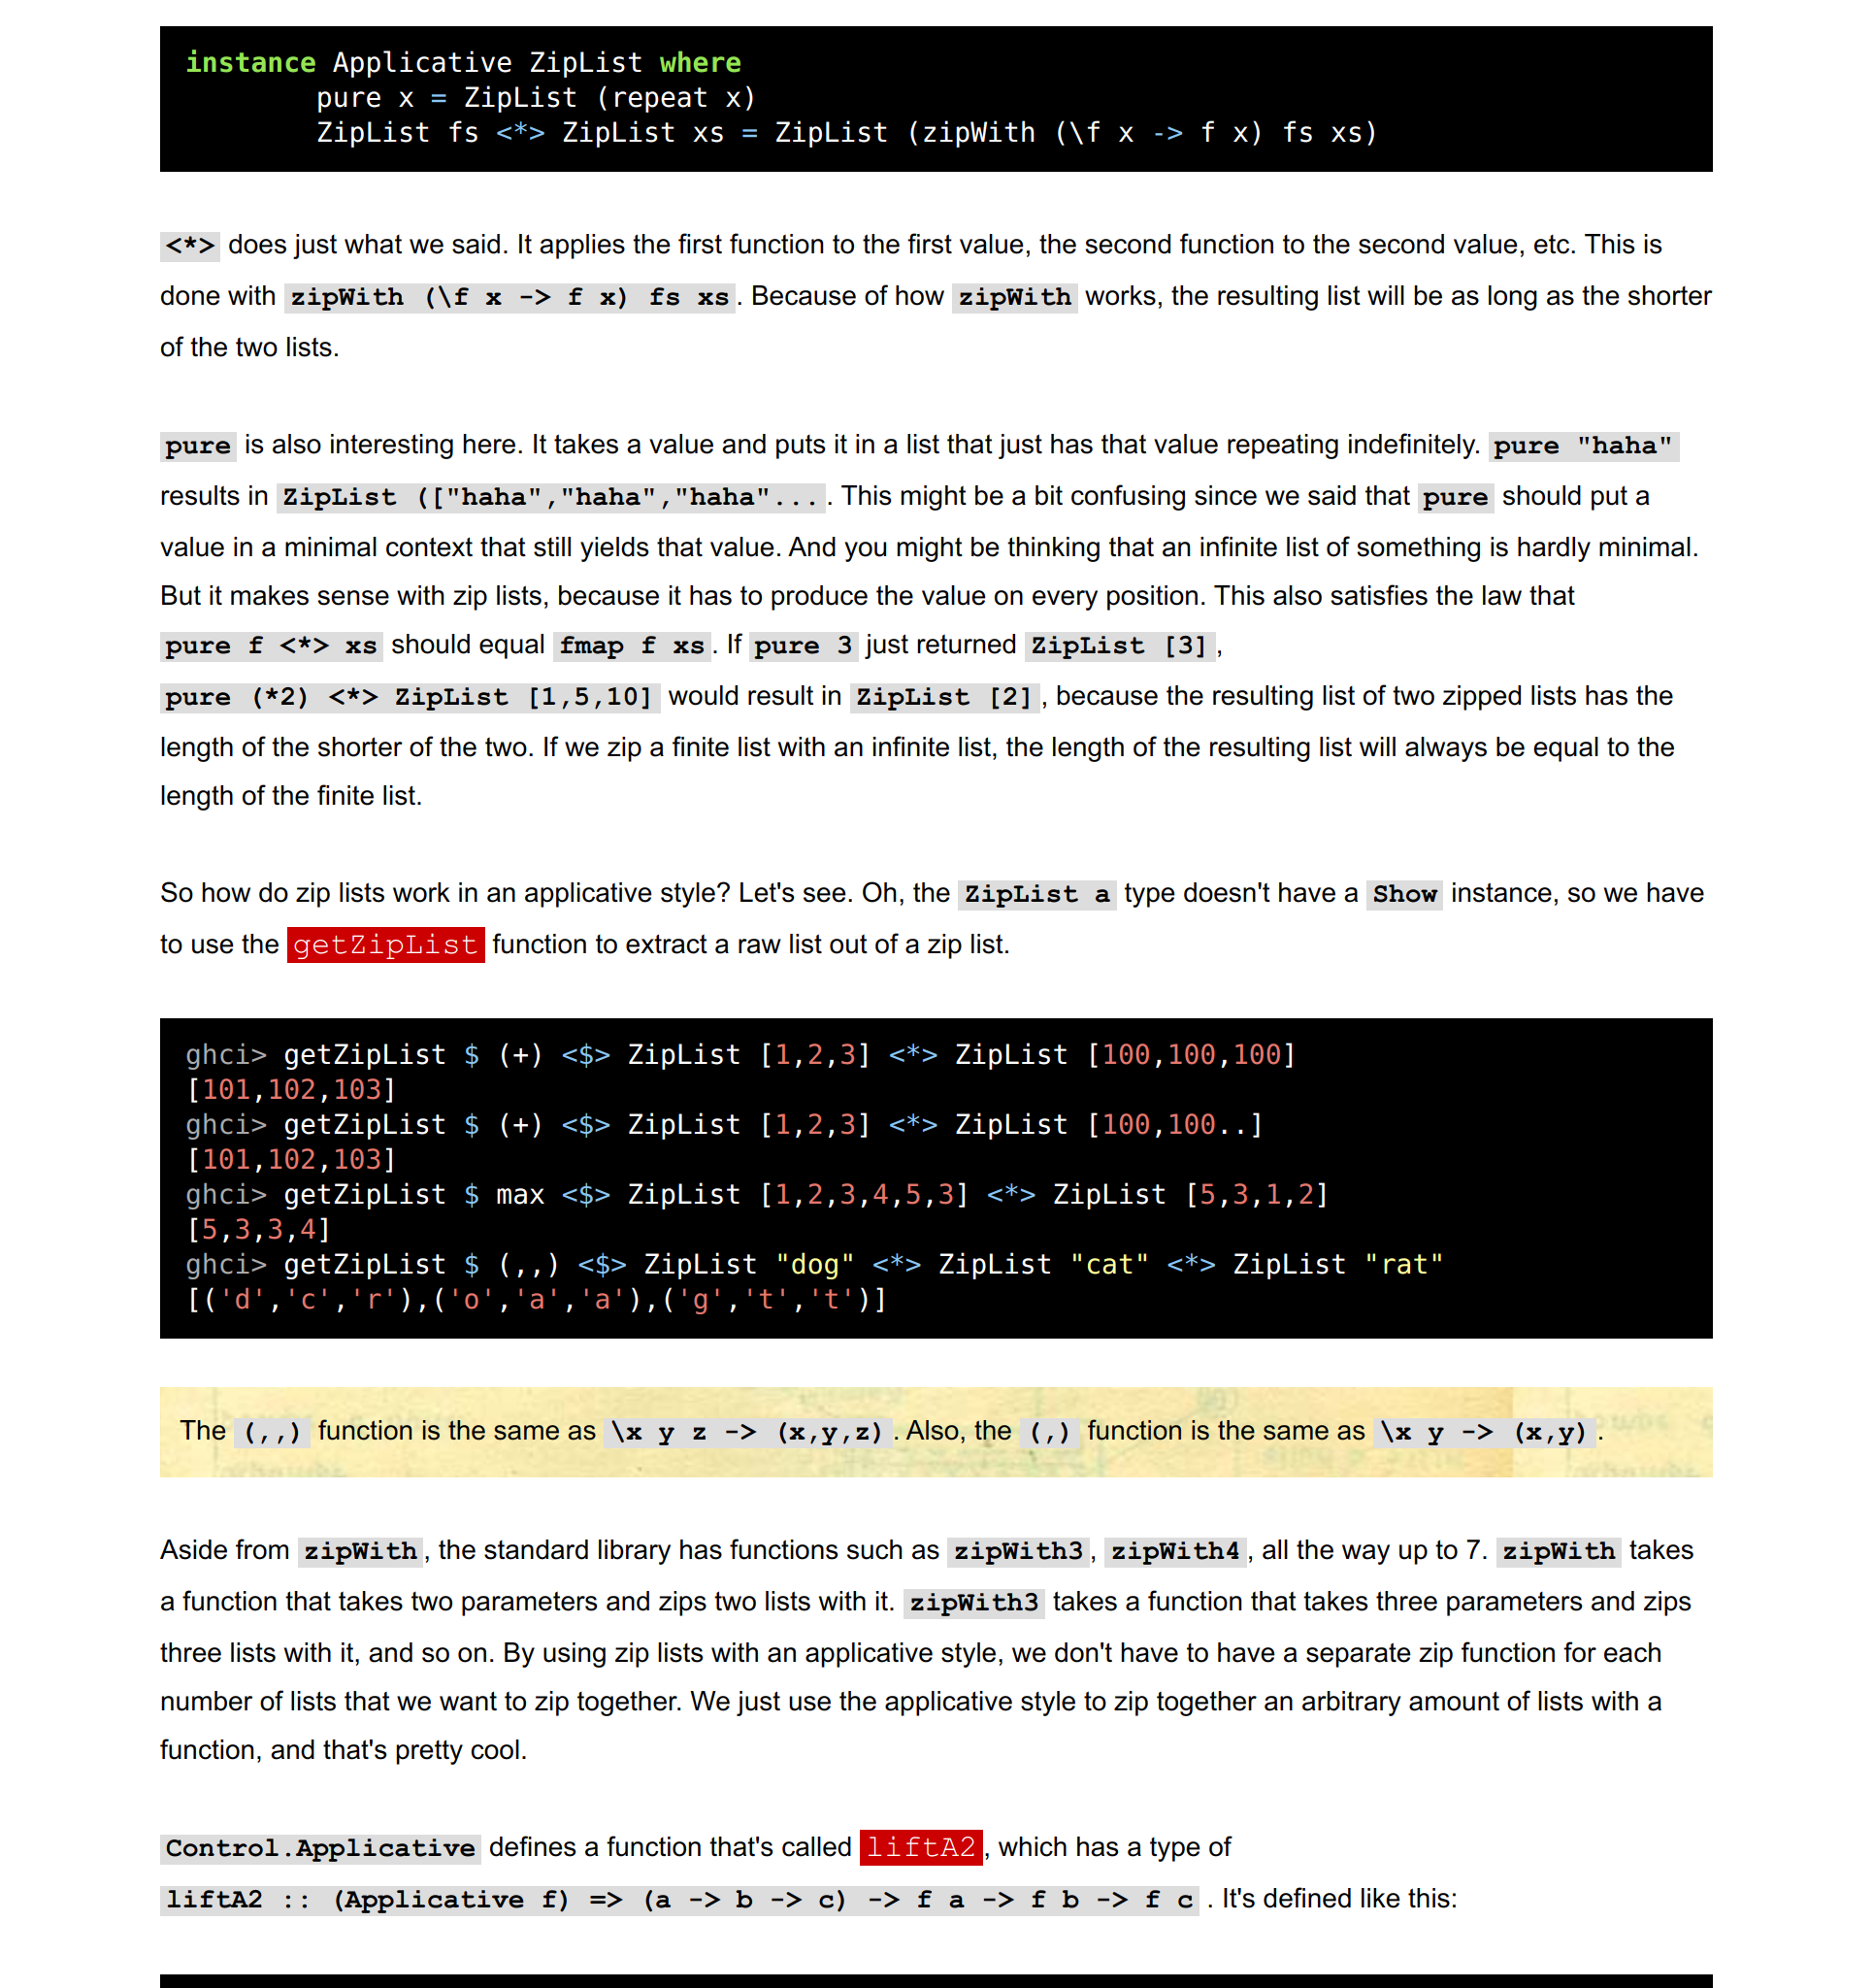 instance Applicative ZipList where
        pure x = ZipList (repeat x)
        ZipList fs <*> ZipList xs = ZipList (zipWith (\f x -> f x) fs xs)
<*> does just what we said. It applies the first function to the first value, the second function to the second value, etc. This is
done with zipWith (\f x -> f x) fs xs. Because of how zipWith works, the resulting list will be as long as the shorter
of the two lists.
pure is also interesting here. It takes a value and puts it in a list that just has that value repeating indefinitely. pure "haha"
results in ZipList (["haha","haha","haha"... . This might be a bit confusing since we said that pure should put a
value in a minimal context that still yields that value. And you might be thinking that an infinite list of something is hardly minimal.
But it makes sense with zip lists, because it has to produce the value on every position. This also satisfies the law that
pure f <*> xs should equal fmap f xs. If pure 3 just returned ZipList [3],
pure (*2) <*> ZipList [1,5,10] would result in ZipList [2], because the resulting list of two zipped lists has the
length of the shorter of the two. If we zip a finite list with an infinite list, the length of the resulting list will always be equal to the
length of the finite list.
So how do zip lists work in an applicative style? Let's see. Oh, the ZipList a type doesn't have a Show instance, so we have
to use the getZipList function to extract a raw list out of a zip list.
ghci> getZipList $ (+) <$> ZipList [1,2,3] <*> ZipList [100,100,100]
[101,102,103]
ghci> getZipList $ (+) <$> ZipList [1,2,3] <*> ZipList [100,100..]
[101,102,103]
ghci> getZipList $ max <$> ZipList [1,2,3,4,5,3] <*> ZipList [5,3,1,2]
[5,3,3,4]
ghci> getZipList $ (,,) <$> ZipList "dog" <*> ZipList "cat" <*> ZipList "rat"
[('d','c','r'),('o','a','a'),('g','t','t')]
The (,,) function is the same as \x y z -> (x,y,z). Also, the (,) function is the same as \x y -> (x,y).
Aside from zipWith, the standard library has functions such as zipWith3, zipWith4, all the way up to 7. zipWith takes
a function that takes two parameters and zips two lists with it. zipWith3 takes a function that takes three parameters and zips
three lists with it, and so on. By using zip lists with an applicative style, we don't have to have a separate zip function for each
number of lists that we want to zip together. We just use the applicative style to zip together an arbitrary amount of lists with a
function, and that's pretty cool.
Control.Applicative defines a function that's called liftA2, which has a type of
liftA2 :: (Applicative f) => (a -> b -> c) -> f a -> f b -> f c . It's defined like this: